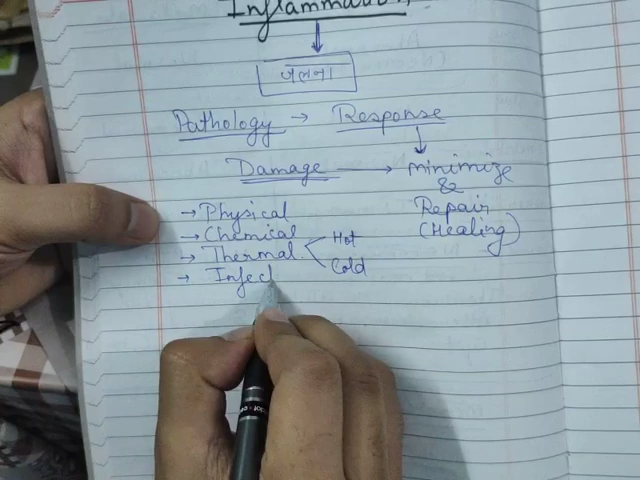 Inflammation
जलना
Pathology → Response
Damage → minimize
&
→ Physical Repair
→ Chemical (Healing)
→ Thermal Hot
Cold
→ Infect